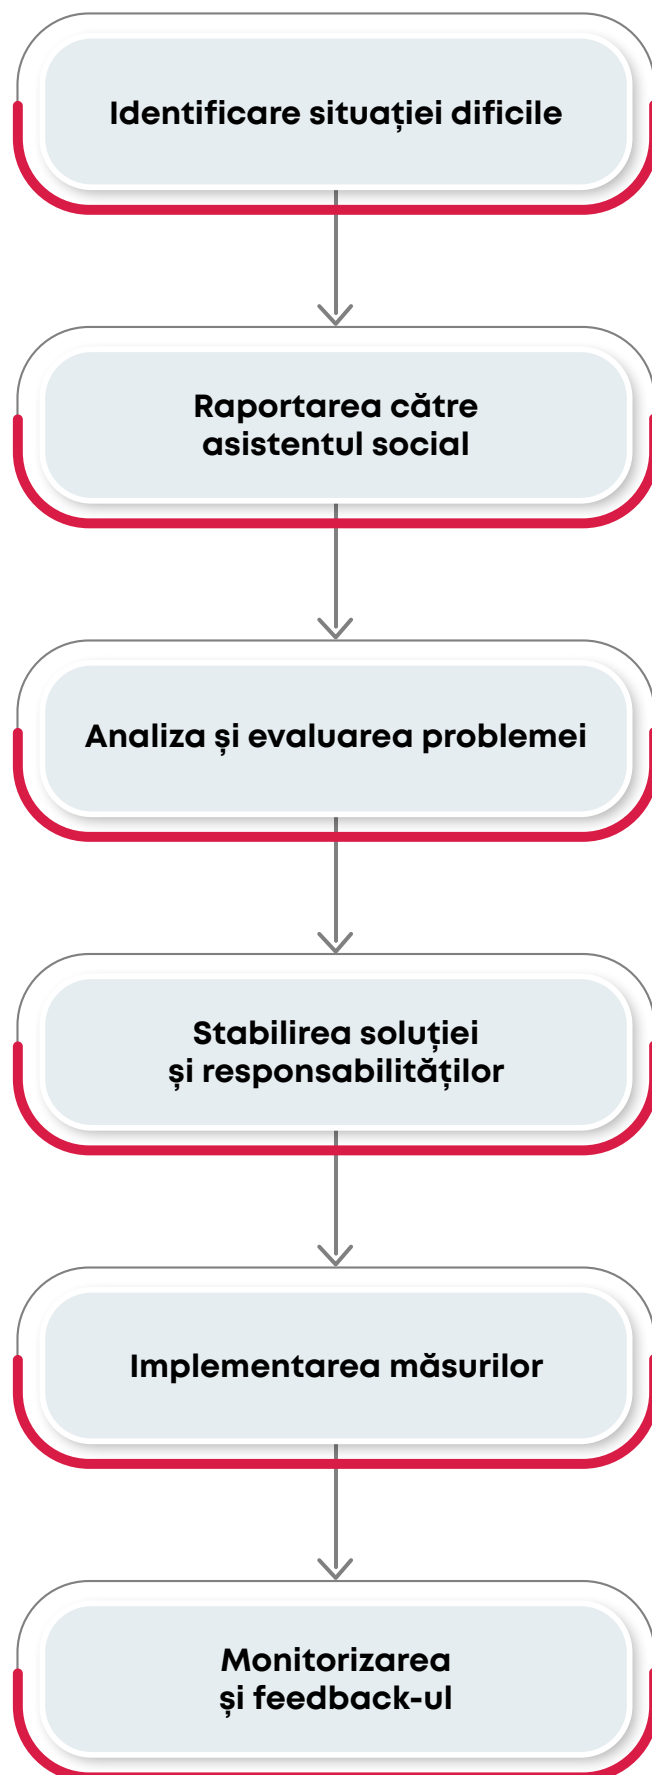 Identificare situației dificile
Raportarea către
asistentul social
Analiza și evaluarea problemei
Stabilirea soluției
și responsabilităților
Implementarea măsurilor
Monitorizarea
și feedback-ul